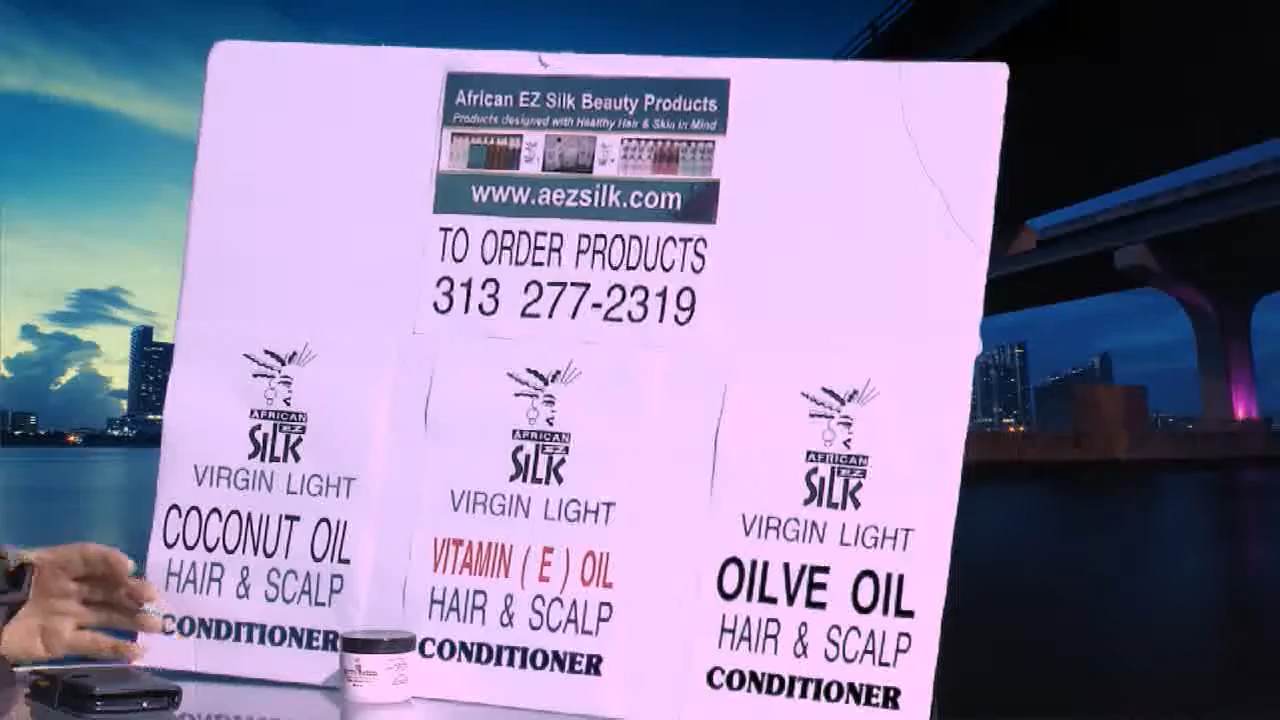 African EZ Silk Beauty Products
Products designed with Healthy Hair & Skin in Mind
www.aezsilk.com
TO ORDER PRODUCTS
313 277-2319
AFRICAN
EZ
SILK
VIRGIN LIGHT
COCONUT OIL
HAIR & SCALP
CONDITIONER
AFRICAN
EZ
SILK
VIRGIN LIGHT
VITAMIN ( E ) OIL
HAIR & SCALP
CONDITIONER
AFRICAN
EZ
SILK
VIRGIN LIGHT
OILVE OIL
HAIR & SCALP
CONDITIONER